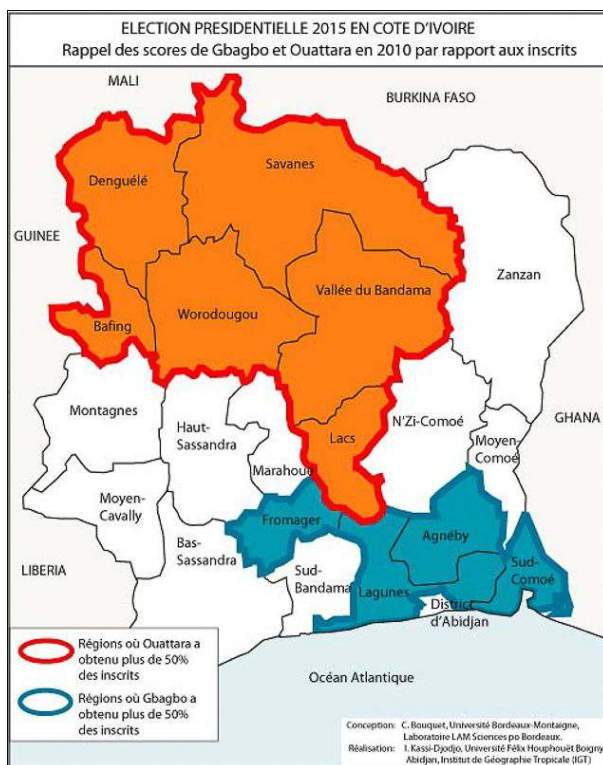 ELECTION PRESIDENTIELLE 2015 EN COTE D'IVOIRE
Rappel des scores de Gbagbo et Ouattara en 2010 par rapport aux inscrits
MALI
BURKINA FASO
Savanes
Denguélé
GUINEE
Zanzan
Vallée du Bandama
Worodougou
Bafing
Montagnes
Haut-
Sassandra
N'Zi-Comoé
GHANA
Lacs
Moyen-
Comoé
Marahoué
Moyen-
Cavally
Fromager
Agnéby
Bas-
Sassandra
LIBERIA
Sud-
Comoé
Sud-
Bandama
Lagunes
District
d'Abidjan
Régions où Ouattara a
obtenu plus de 50%
des inscrits
Régions où Gbagbo a
obtenu plus de 50%
des inscrits
Océan Atlantique
Conception: C. Bouquet, Université Bordeaux-Montaigne,
Laboratoire LAM Sciences po Bordeaux.
Réalisation: I. Kassi-Djodjo, Université Félix Houphouët Boigny
Abidjan, Institut de Géographie Tropicale (IGT)